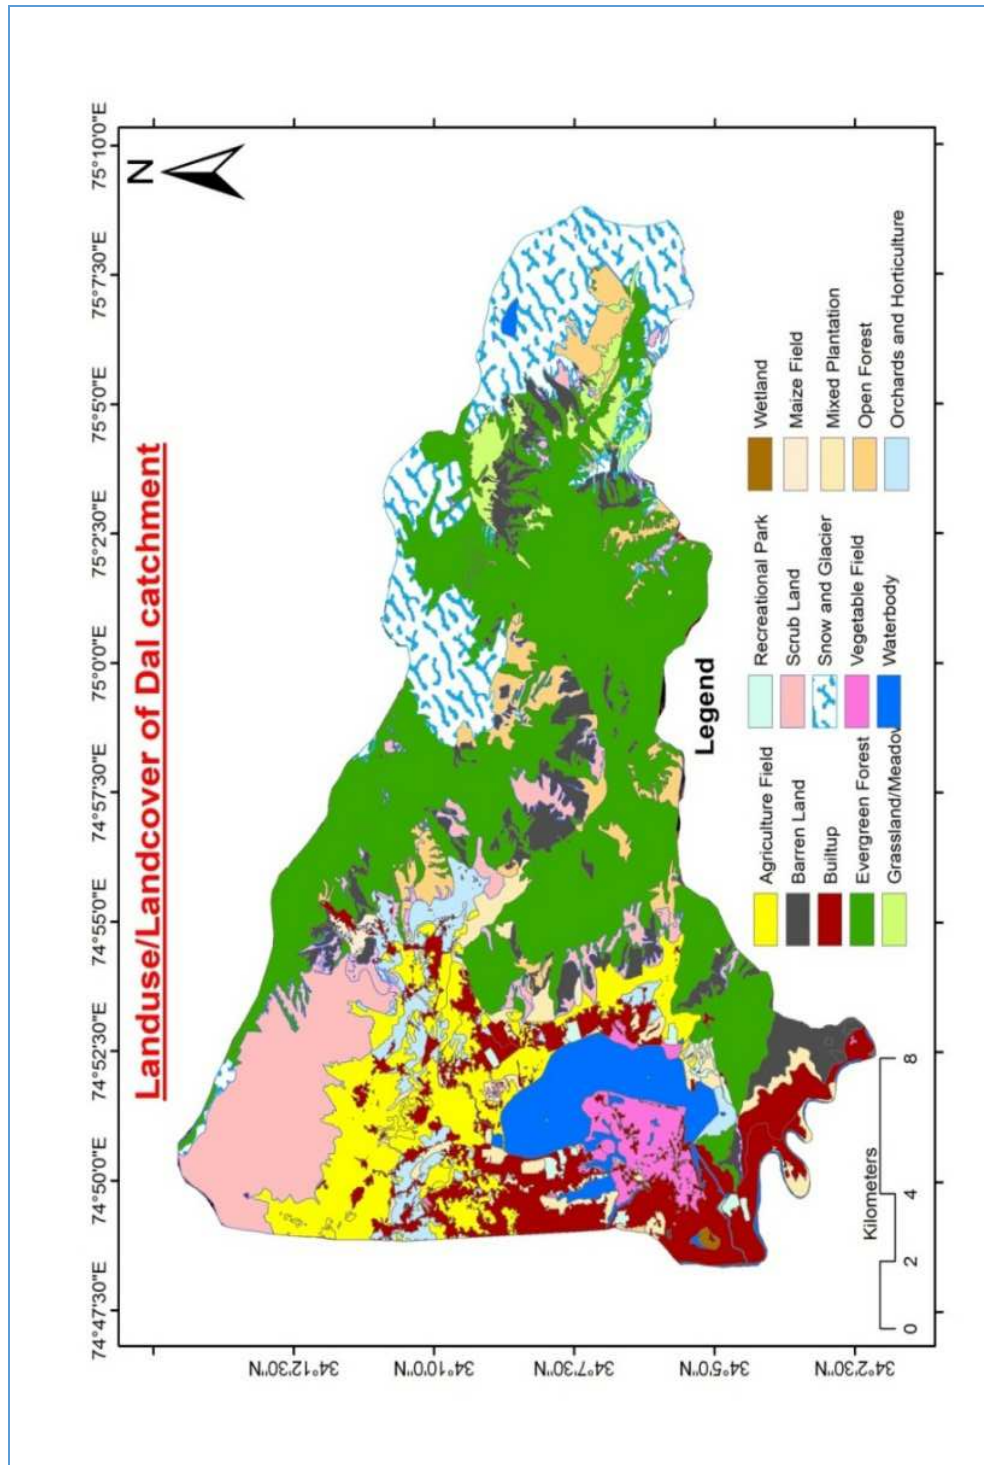 Landuse/Landcover of Dal catchment
74°47'30"E
74°50'0"E
74°52'30"E
74°55'0"E
74°57'30"E
75°0'0"E
75°2'30"E
75°5'0"E
75°7'30"E
75°10'0"E
N
34°12'30"N
34°10'0"N
34°7'30"N
34°5'0"N
34°2'30"N
Legend
Agriculture Field
Barren Land
Builtup
Evergreen Forest
Grassland/Meadow
Recreational Park
Scrub Land
Snow and Glacier
Vegetable Field
Waterbody
Wetland
Maize Field
Mixed Plantation
Open Forest
Orchards and Horticulture
Kilometers
0 2 4 8